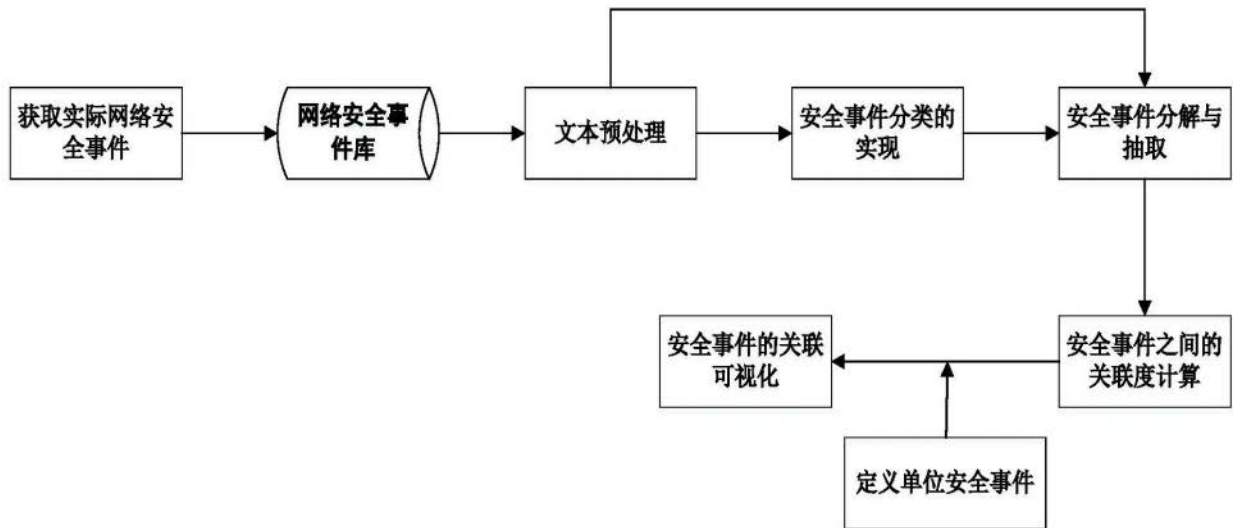 获取实际网络安
全事件
网络安全事
件库
文本预处理
安全事件分类的
实现
安全事件分解与
抽取
安全事件的关联
可视化
安全事件之间的
关联度计算
定义单位安全事件